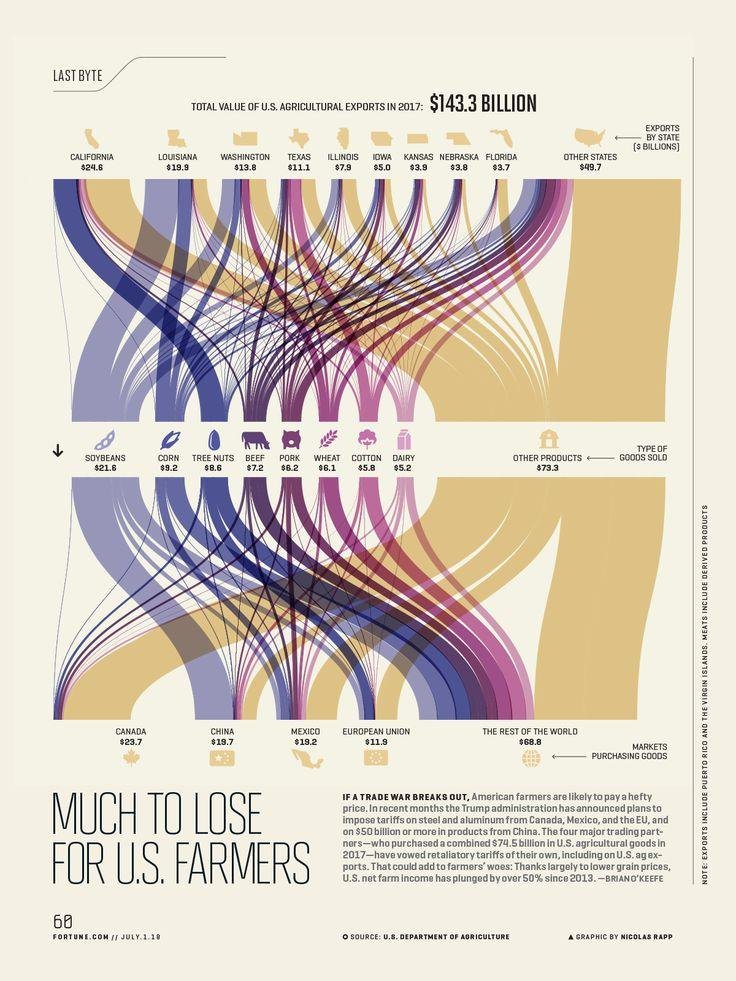 LAST BYTE
TOTAL VALUE OF U.S. AGRICULTURAL EXPORTS IN 2017: $143.3 BILLION
EXPORTS
BY STATE
($ BILLIONS)
CALIFORNIA
$24.6
LOUISIANA
$19.9
WASHINGTON
$13.8
TEXAS
$11.1
ILLINOIS
$7.9
IOWA
$5.0
KANSAS
$3.9
NEBRASKA
$3.8
FLORIDA
$3.7
OTHER STATES
$49.7
SOYBEANS
$21.6
CORN
$9.2
TREE NUTS
$8.6
BEEF
$7.2
PORK
$6.2
WHEAT
$6.1
COTTON
$5.8
DAIRY
$5.2
OTHER PRODUCTS
$73.3
TYPE OF
GOODS SOLD
CANADA
$23.7
CHINA
$19.7
MEXICO
$19.2
EUROPEAN UNION
$11.9
THE REST OF THE WORLD
$68.8
MARKETS
PURCHASING GOODS
NOTE: EXPORTS INCLUDE PUERTO RICO AND THE VIRGIN ISLANDS. MEATS INCLUDE DERIVED PRODUCTS
MUCH TO LOSE
FOR U.S. FARMERS
IF A TRADE WAR BREAKS OUT, American farmers are likely to pay a hefty
price. In recent months the Trump administration has announced plans to
impose tariffs on steel and aluminum from Canada, Mexico, and the EU, and
on $50 billion or more in products from China. The four major trading part-
ners—who purchased a combined $74.5 billion in U.S. agricultural goods in
2017—have vowed retaliatory tariffs of their own, including on U.S. ag ex-
ports. That could add to farmers' woes: Thanks largely to lower grain prices,
U.S. net farm income has plunged by over 50% since 2013. —BRIAN O'KEEFE
60
FORTUNE.COM // JULY.1.18
SOURCE: U.S. DEPARTMENT OF AGRICULTURE
GRAPHIC BY NICOLAS RAPP